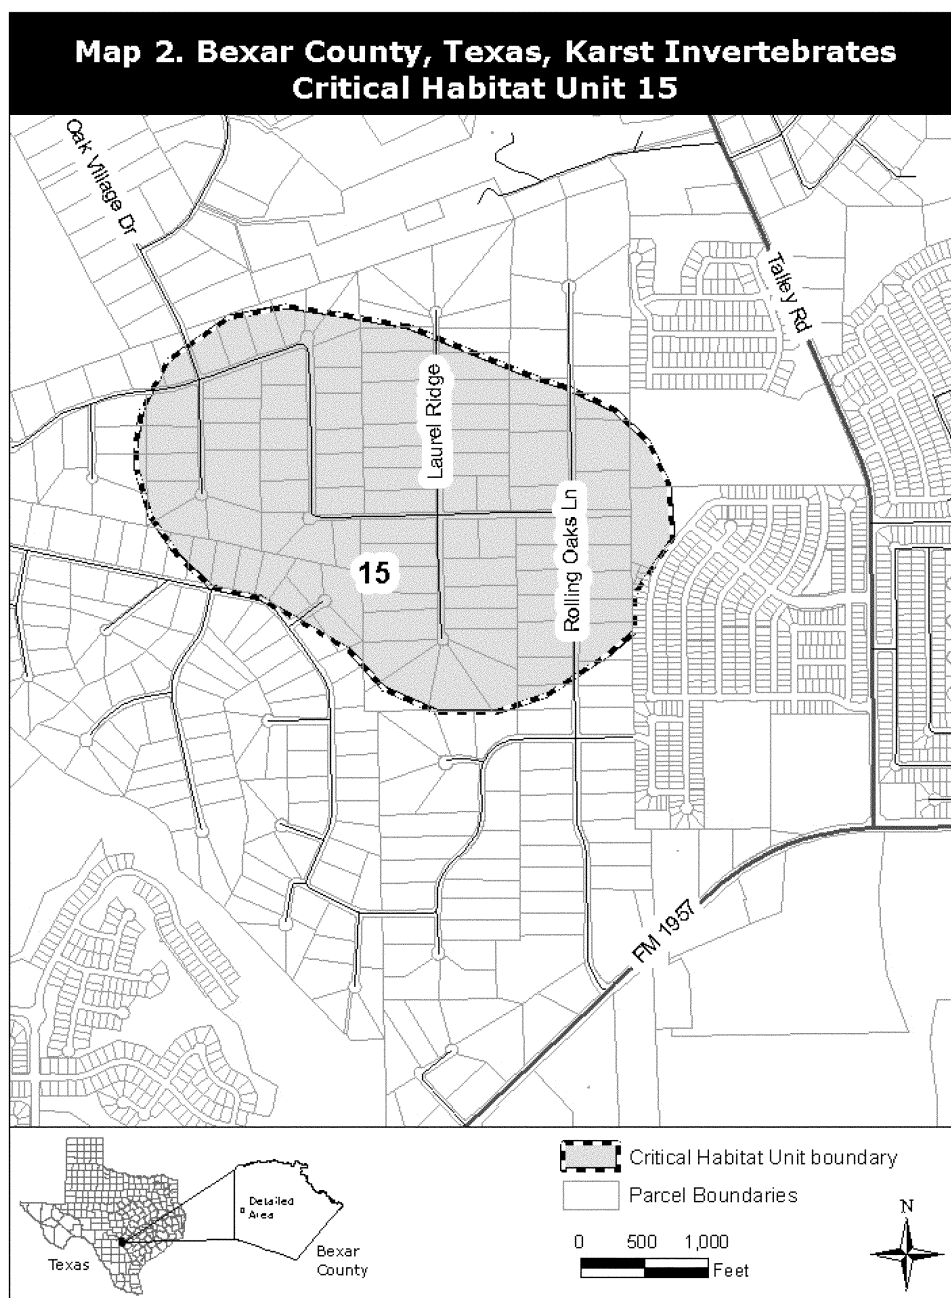 Map 2. Bexar County, Texas, Karst Invertebrates
Critical Habitat Unit 15
Oak Village Dr
Talley Rd
Laurel Ridge
Rolling Oaks Ln
15
FM 1957
Critical Habitat Unit boundary
Parcel Boundaries
Detailed
Area
Texas
Bexar
County
0 500 1,000
Feet
N